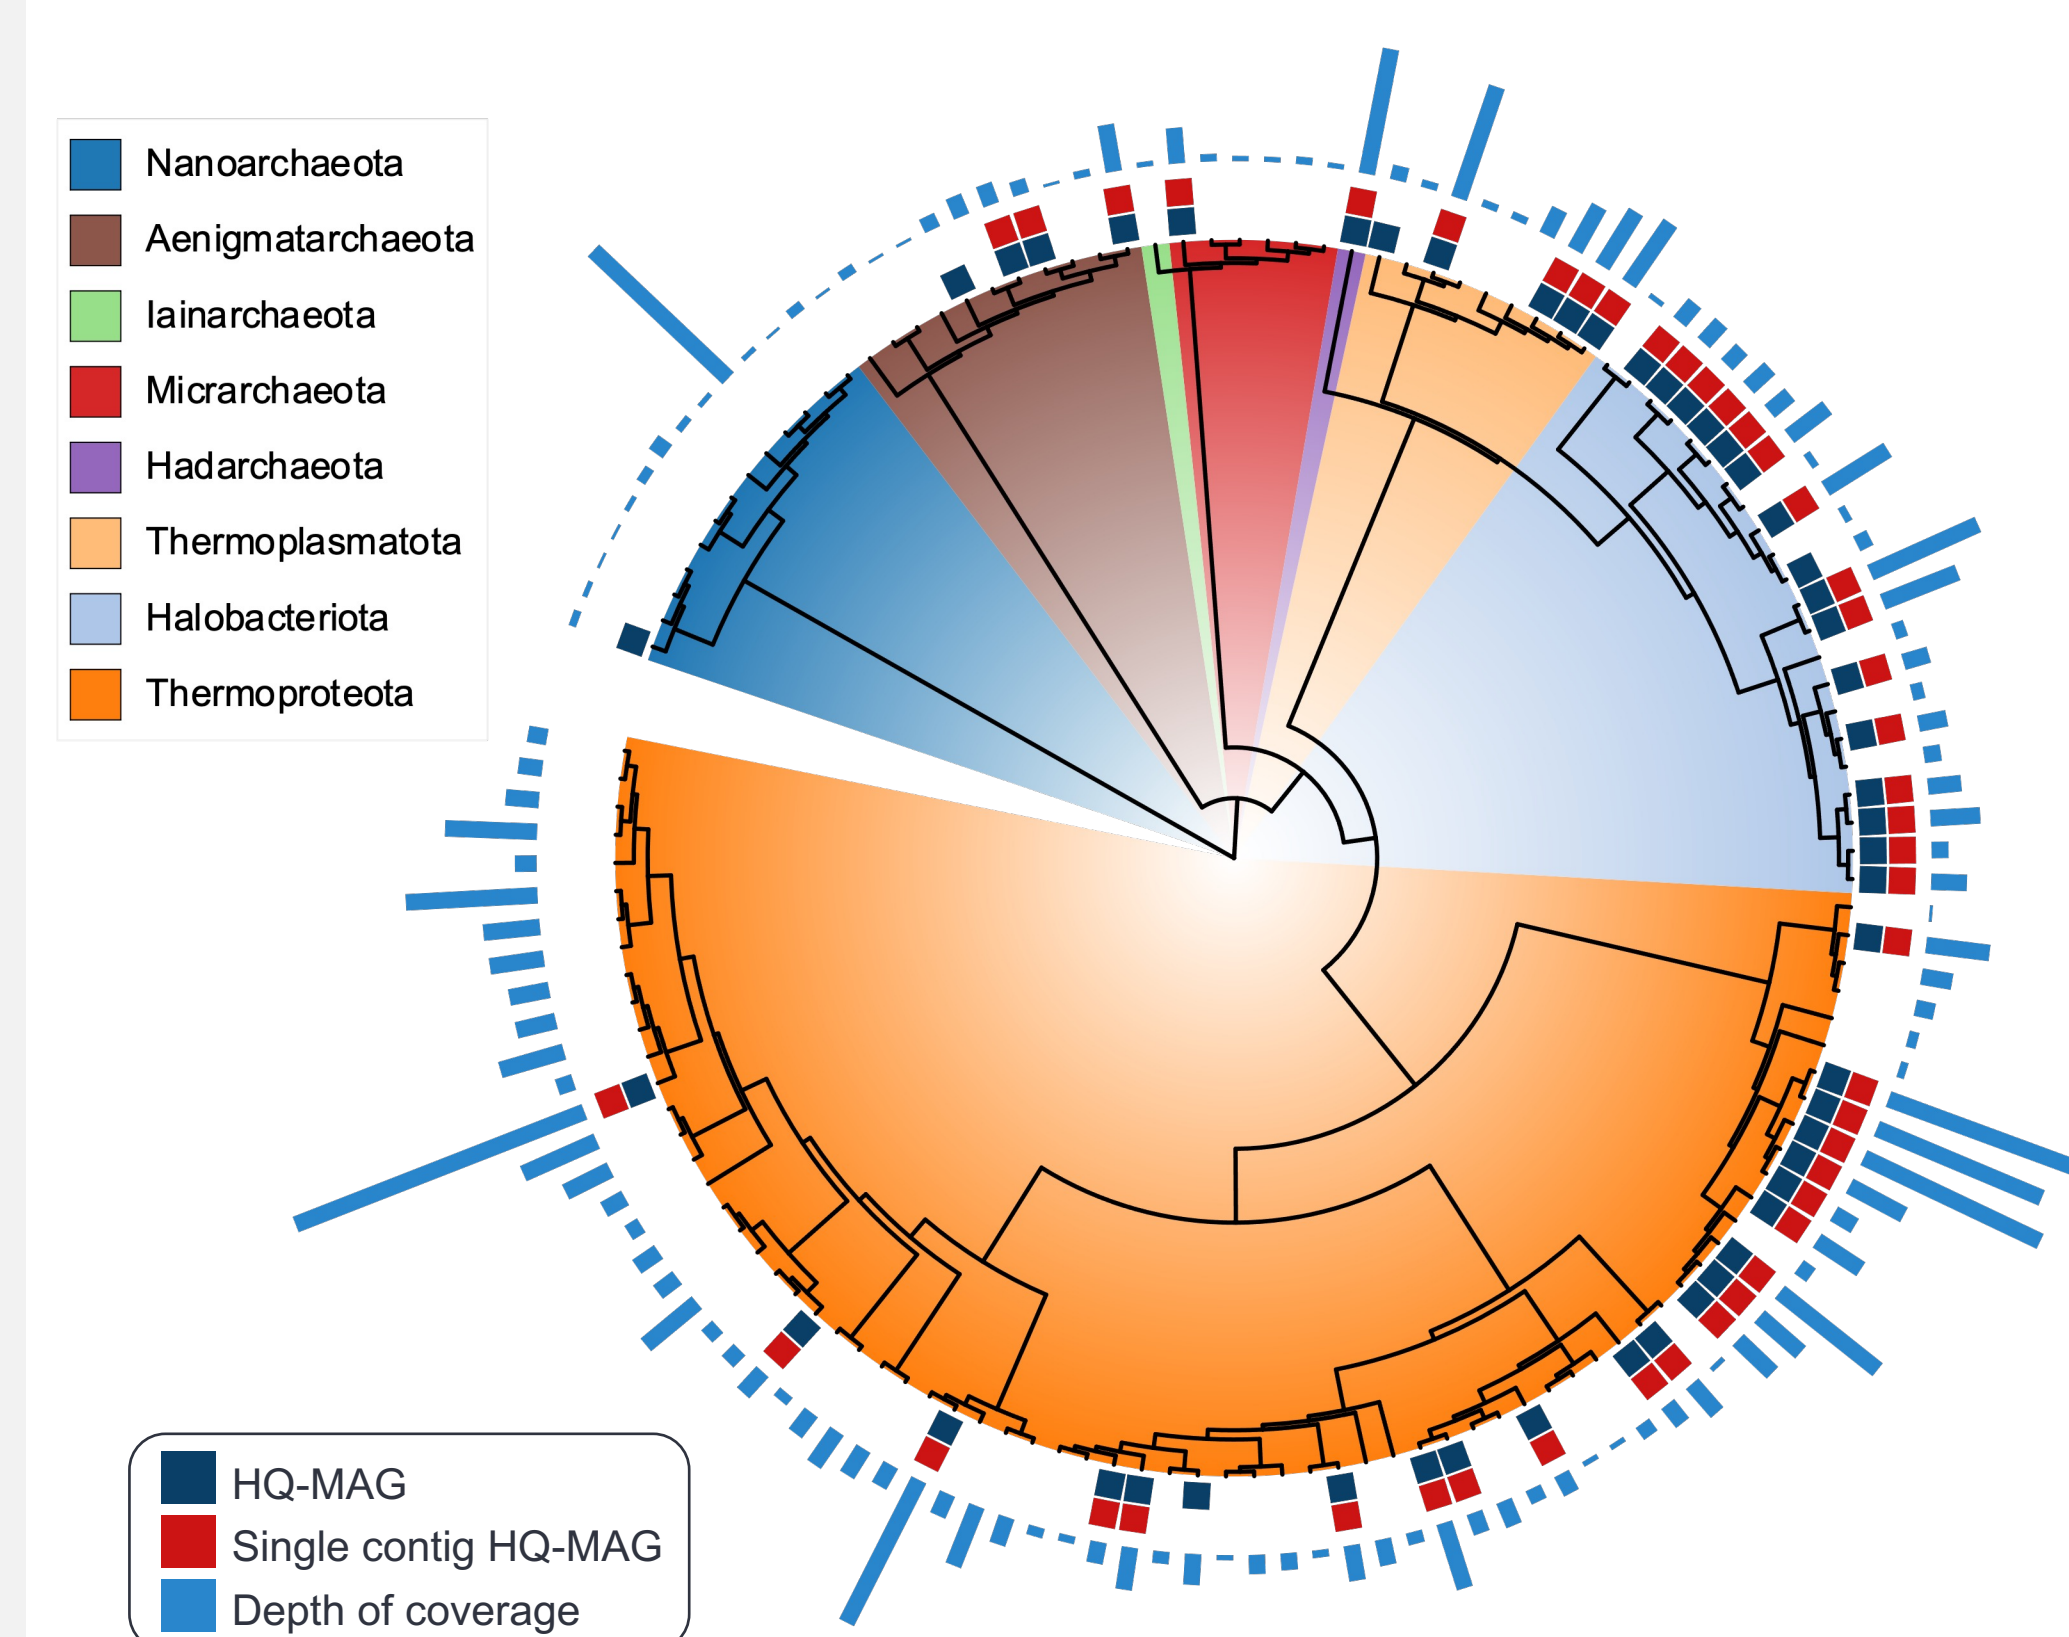 Nanoarchaeota
Aenigmatarchaeota
Iainarchaeota
Micrarchaeota
Hadarchaeota
Thermoplasmatota
Halobacteriota
Thermoproteota
HQ-MAG
Single contig HQ-MAG
Depth of coverage